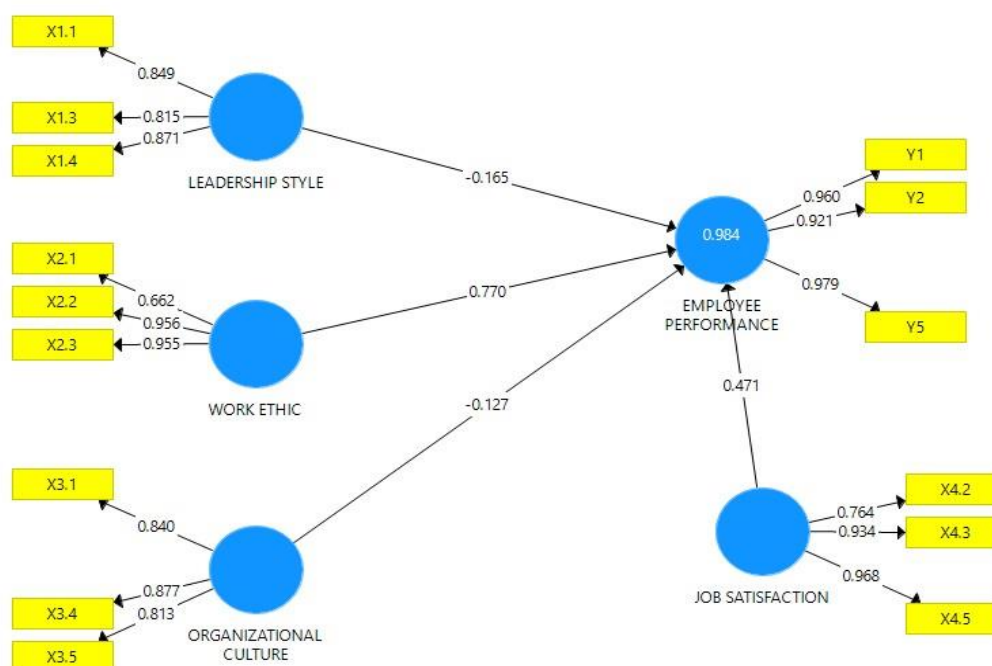 X1.1
0.849
X1.3
0.815
X1.4
0.871
LEADERSHIP STYLE
-0.165
Y1
0.960
Y2
0.921
0.984
0.979
Y5
EMPLOYEE
PERFORMANCE
X2.1
0.662
X2.2
0.956
X2.3
0.955
WORK ETHIC
0.770
-0.127
0.471
X3.1
0.840
X3.4
0.877
X3.5
0.813
ORGANIZATIONAL
CULTURE
X4.2
0.764
X4.3
0.934
X4.5
0.968
JOB SATISFACTION